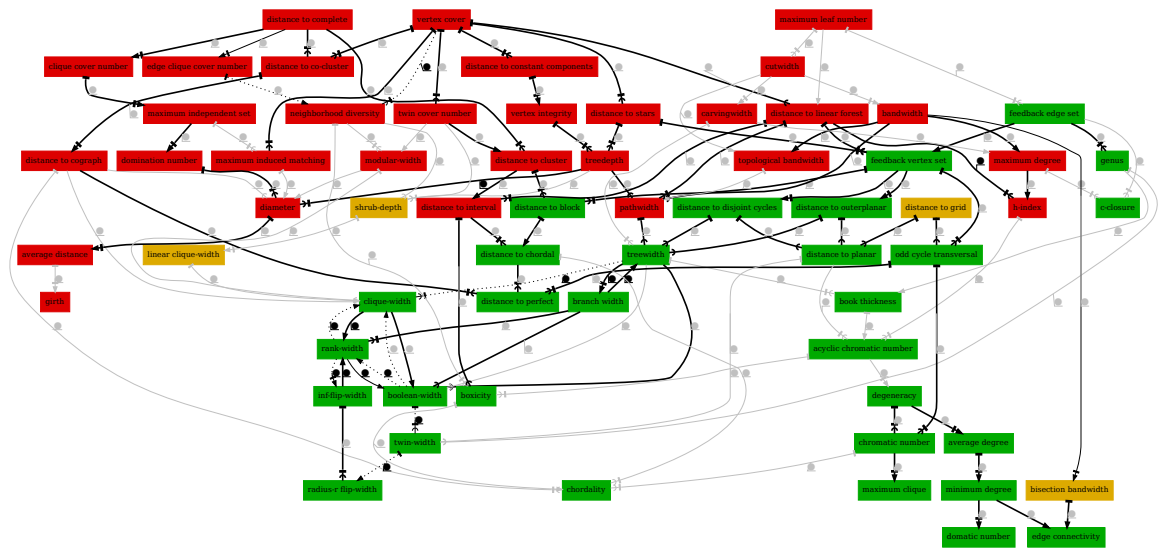 distance to complete
vertex cover
maximum leaf number
clique cover number
edge clique cover number
distance to co-cluster
distance to constant components
cutwidth
maximum independent set
neighborhood diversity
twin cover number
vertex integrity
distance to stars
carvingwidth
distance to linear forest
bandwidth
feedback edge set
distance to cograph
domination number
maximum induced matching
modular-width
distance to cluster
treedepth
topological bandwidth
feedback vertex set
maximum degree
genus
diameter
shrub-depth
distance to interval
distance to block
pathwidth
distance to disjoint cycles
distance to outerplanar
distance to grid
h-index
c-closure
average distance
linear clique-width
distance to chordal
treewidth
distance to planar
odd cycle transversal
girth
clique-width
distance to perfect
branch width
book thickness
rank-width
acyclic chromatic number
inf-flip-width
boolean-width
boxicity
degeneracy
twin-width
chromatic number
average degree
radius-r flip-width
chordality
maximum clique
minimum degree
bisection bandwidth
domatic number
edge connectivity